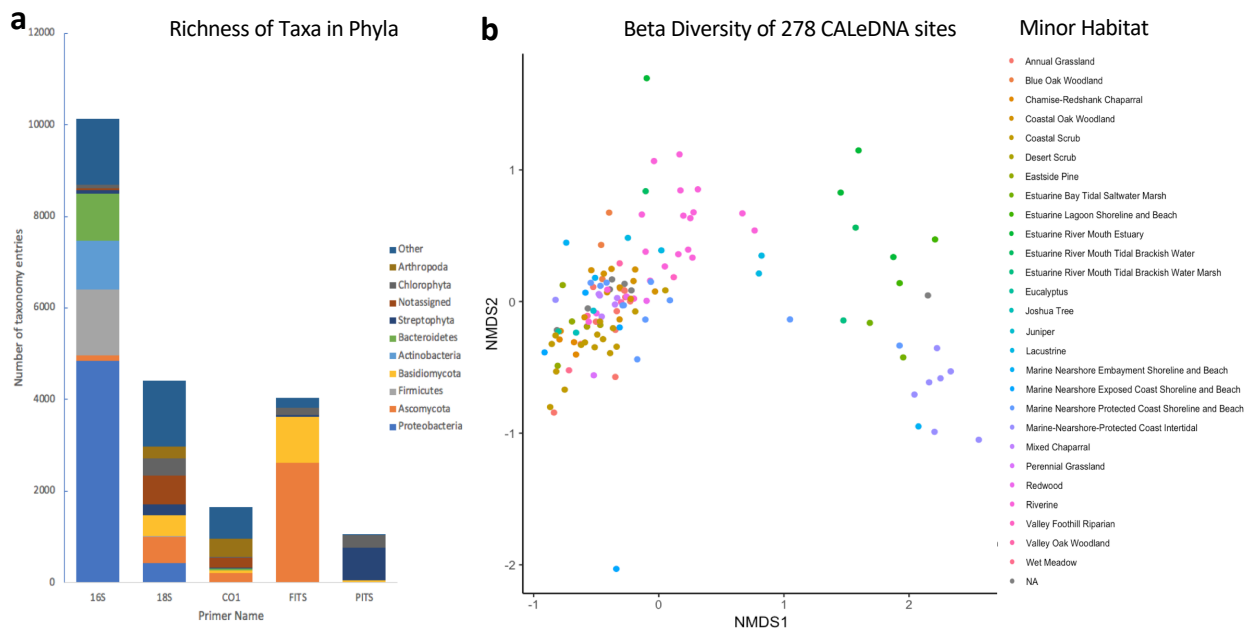 a
Richness of Taxa in Phyla
12000
10000
8000
6000
4000
2000
0
Number of taxonomy entries
16S
18S
CO1
FITS
PITS
Primer Name
Other
Arthropoda
Chlorophyta
Notassigned
Streptophyta
Bacteroidetes
Actinobacteria
Basidiomycota
Firmicutes
Ascomycota
Proteobacteria
b
Beta Diversity of 278 CALeDNA sites
1
0
-1
-2
NMDS2
-1
0
1
2
NMDS1
Minor Habitat
Annual Grassland
Blue Oak Woodland
Chamise-Redshank Chaparral
Coastal Oak Woodland
Coastal Scrub
Desert Scrub
Eastside Pine
Estuarine Bay Tidal Saltwater Marsh
Estuarine Lagoon Shoreline and Beach
Estuarine River Mouth Estuary
Estuarine River Mouth Tidal Brackish Water
Estuarine River Mouth Tidal Brackish Water Marsh
Eucalyptus
Joshua Tree
Juniper
Lacustrine
Marine Nearshore Embayment Shoreline and Beach
Marine Nearshore Exposed Coast Shoreline and Beach
Marine Nearshore Protected Coast Shoreline and Beach
Marine-Nearshore-Protected Coast Intertidal
Mixed Chaparral
Perennial Grassland
Redwood
Riverine
Valley Foothill Riparian
Valley Oak Woodland
Wet Meadow
NA